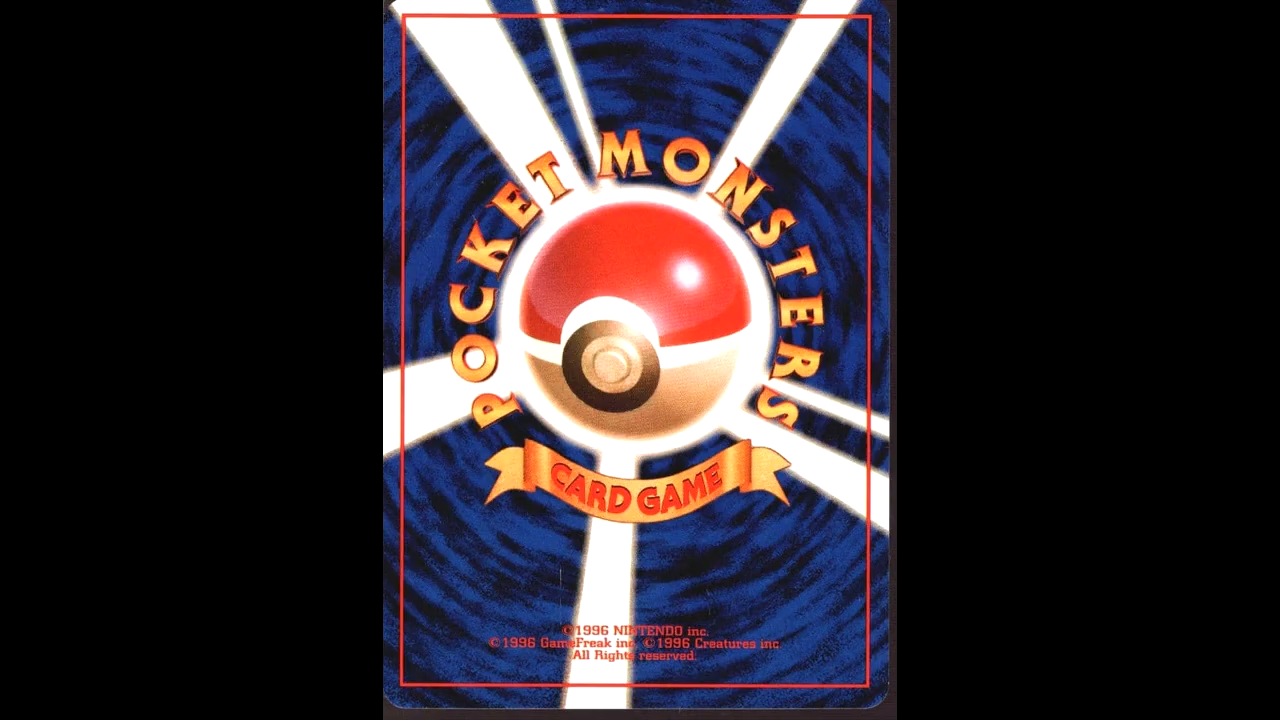 POCKET MONSTERS
CARD GAME
©1996 NINTENDO inc.
©1996 GameFreak inc. ©1996 Creatures inc.
All Rights reserved.